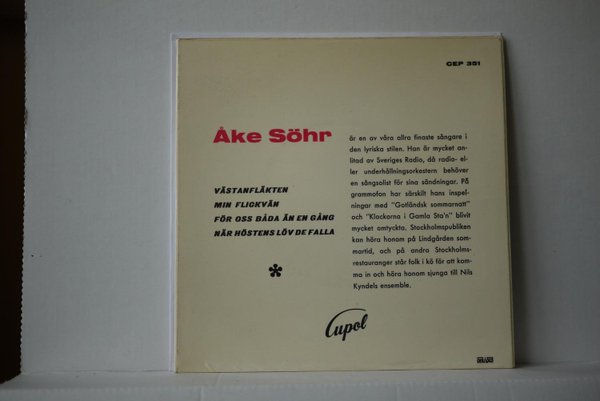 CEP 351
Åke Söhr
är en av våra allra finaste sångare i
den lyriska stilen. Han är mycket an-
litad av Sveriges Radio, då radio- el-
ler underhållningsorkestern behöver
en sångsolist för sina sändningar. På
grammofon har särskilt hans inspel-
ningar med "Gotländsk sommarnatt"
och "Klockorna i Gamla Sta'n" blivit
mycket omtyckta. Stockholmspubliken
kan höra honom på Lindgården som-
martid, och på andra Stockholms-
restauranger står folk i kö för att kom-
ma in och höra honom sjunga till Nils
Kyndels ensemble.
VÄSTANFLÄKTEN
MIN FLICKVÄN
FÖR OSS BÅDA ÄN EN GÅNG
NÄR HÖSTENS LÖV DE FALLA
Cupol